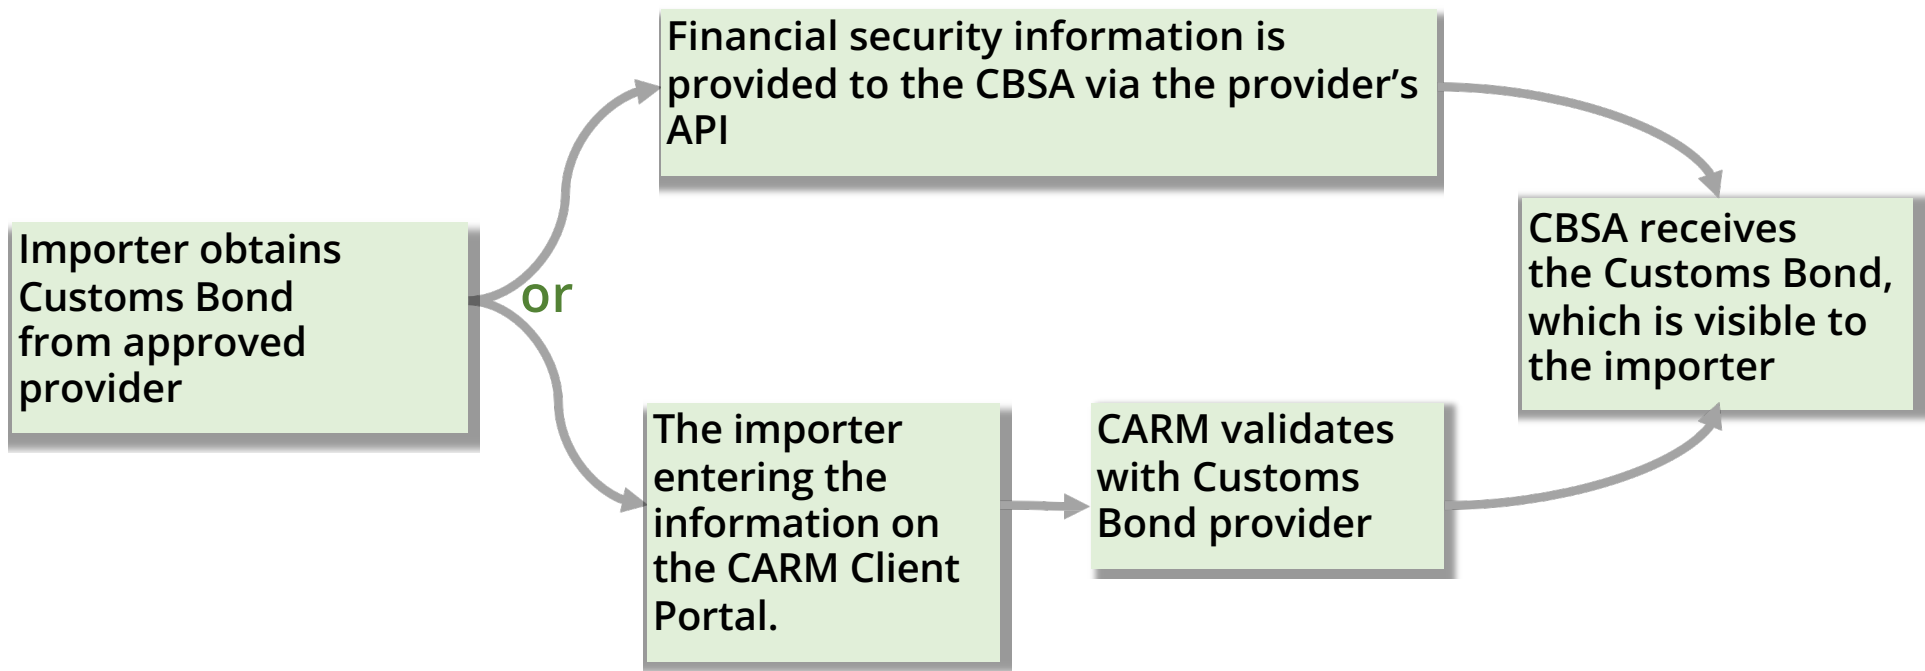 Importer obtains
Customs Bond
from approved
provider
or
Financial security information is
provided to the CBSA via the provider’s
API
The importer
entering the
information on
the CARM Client
Portal.
CARM validates
with Customs
Bond provider
CBSA receives
the Customs Bond,
which is visible to
the importer